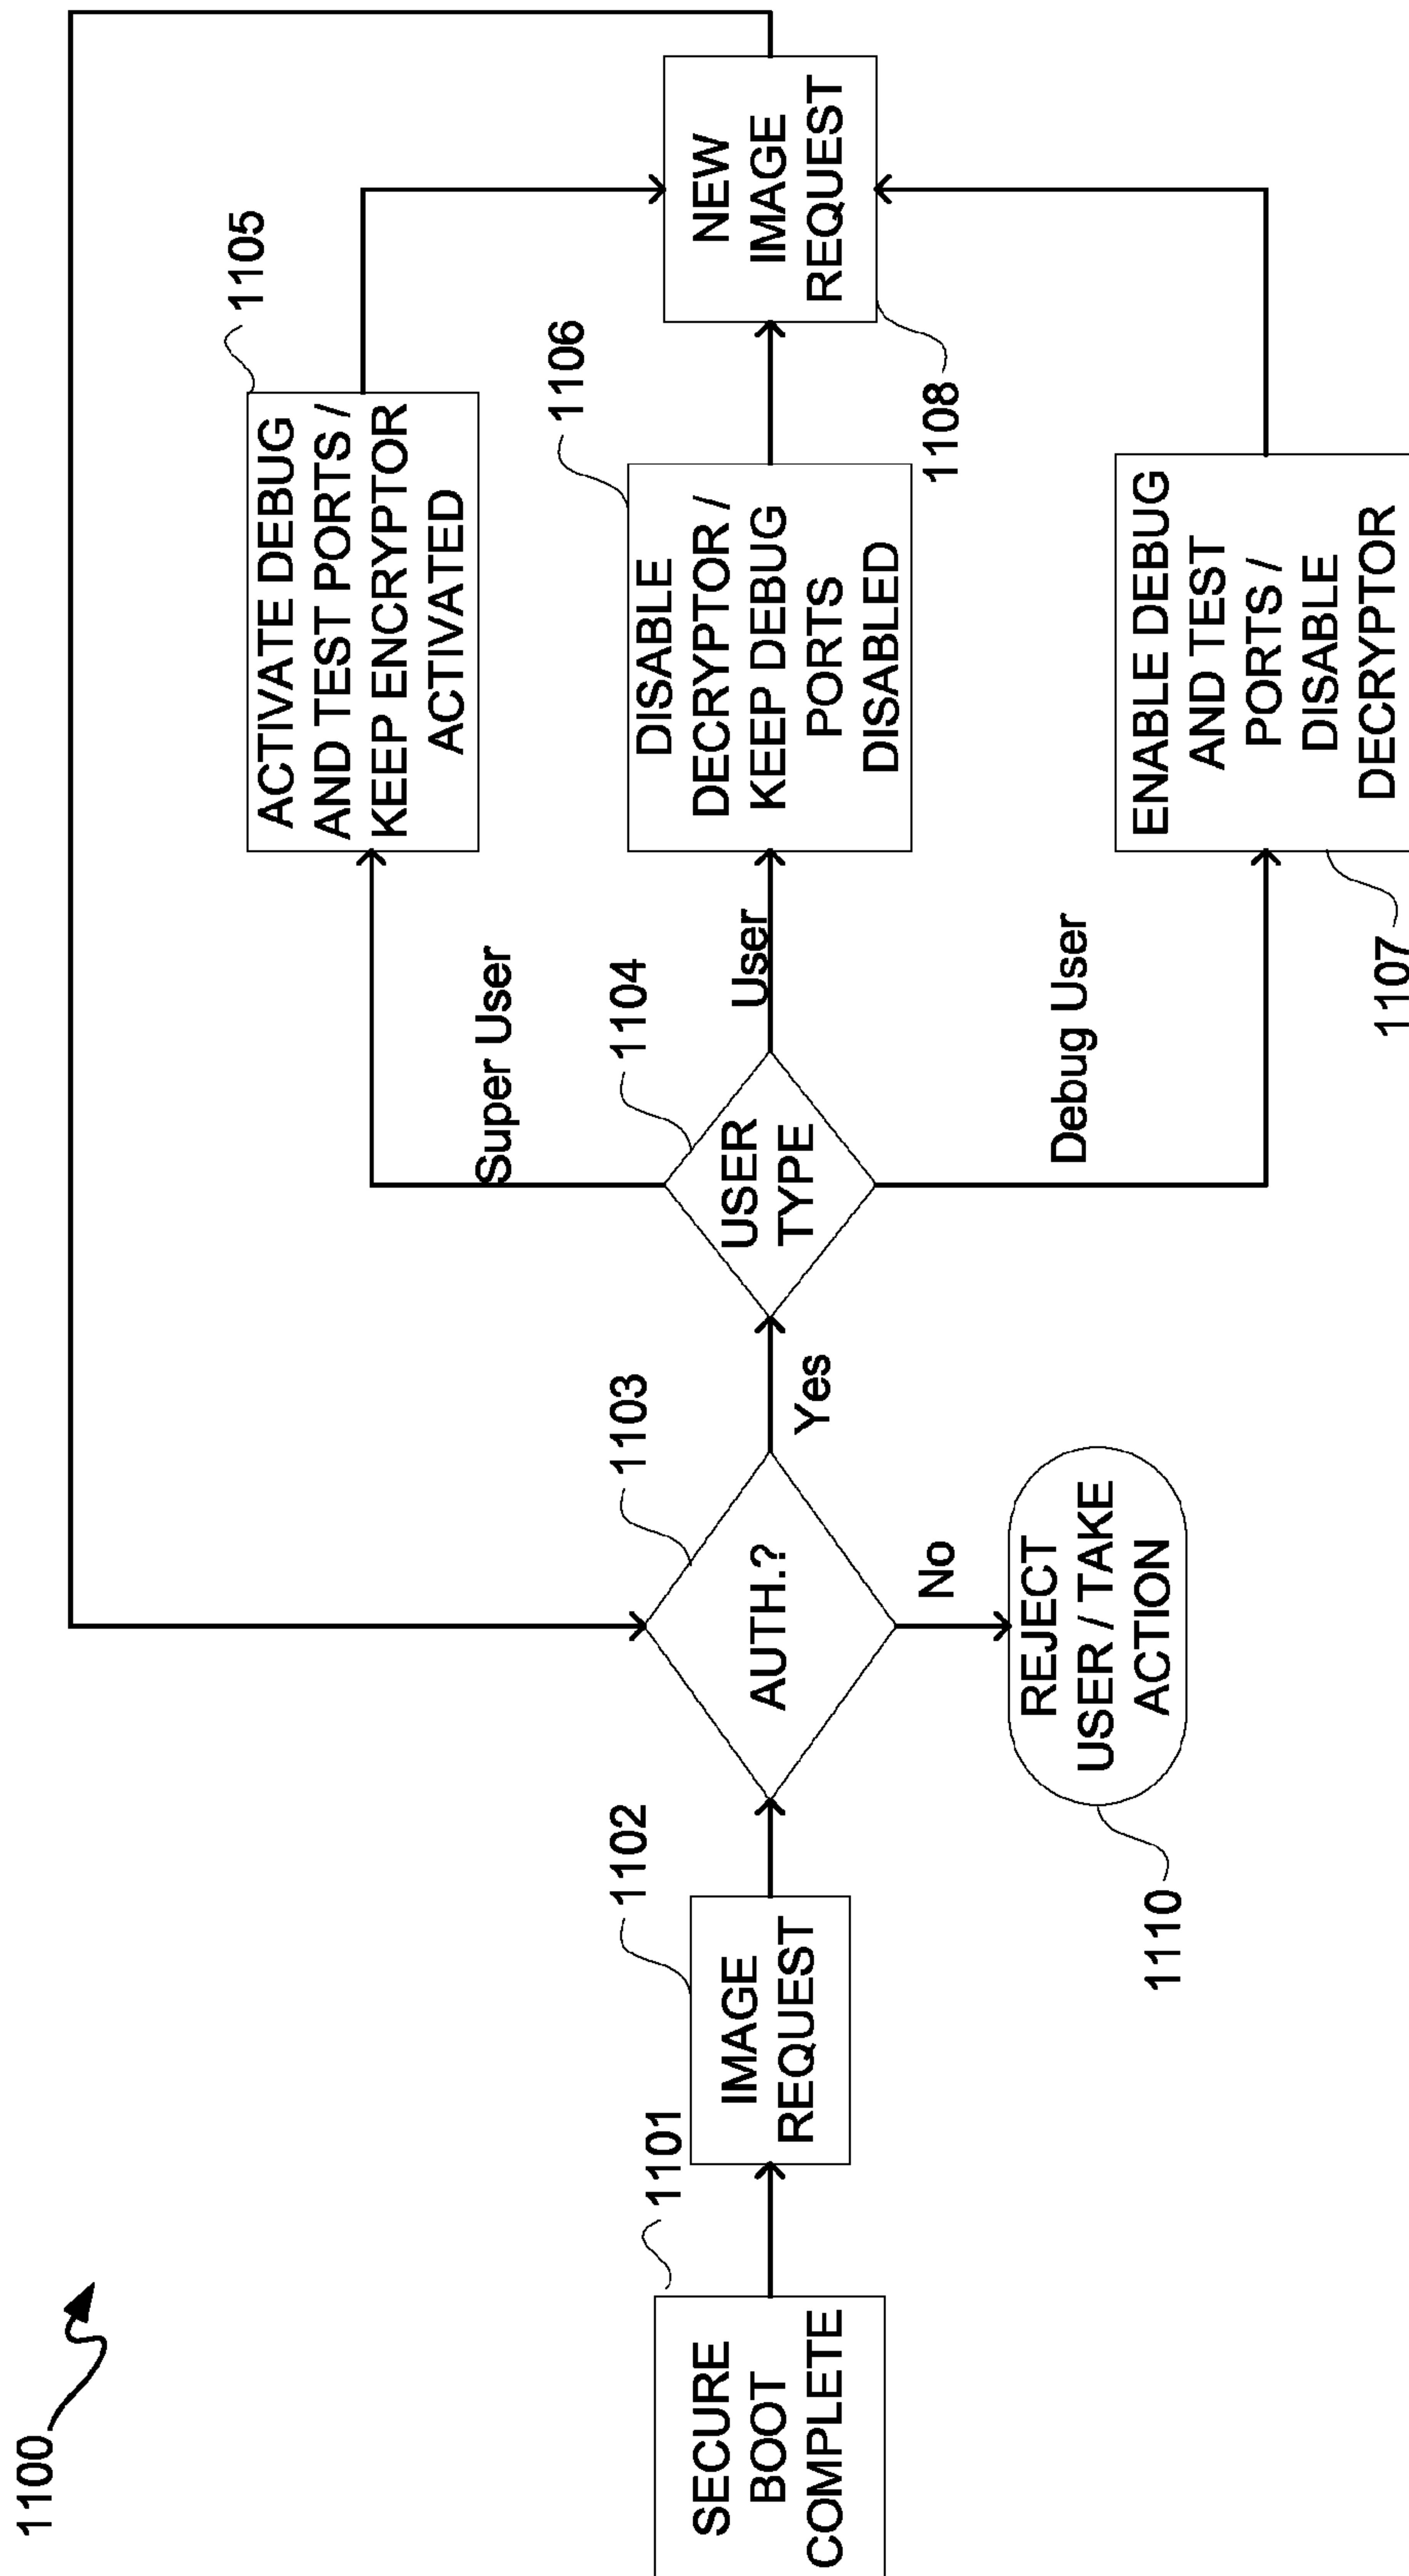 1100
1101
SECURE
BOOT
COMPLETE
1102
IMAGE
REQUEST
1103
AUTH.?
Yes
No
1110
REJECT
USER / TAKE
ACTION
1104
USER
TYPE
Super User
User
Debug User
1105
ACTIVATE DEBUG
AND TEST PORTS /
KEEP ENCRYPTOR
ACTIVATED
1106
DISABLE
DECRYPTOR /
KEEP DEBUG
PORTS
DISABLED
1107
ENABLE DEBUG
AND TEST
PORTS /
DISABLE
DECRYPTOR
1108
NEW
IMAGE
REQUEST